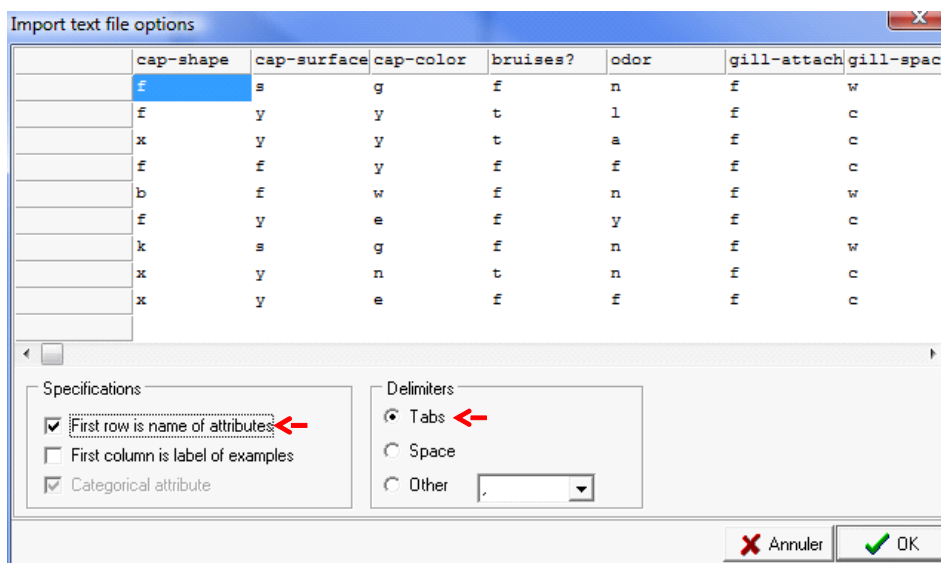 Import text file options
X
cap-shape cap-surface cap-color bruises? odor gill-attach gill-spac
f s g f n f w
f y y t l f c
x y y t a f c
f f y f f f c
b f w f n f w
f y e f y f c
k s g f n f w
x y n t n f c
x y e f f f c
Specifications
First row is name of attributes
First column is label of examples
Categorical attribute
Delimiters
Tabs
Space
Other ,
Annuler OK